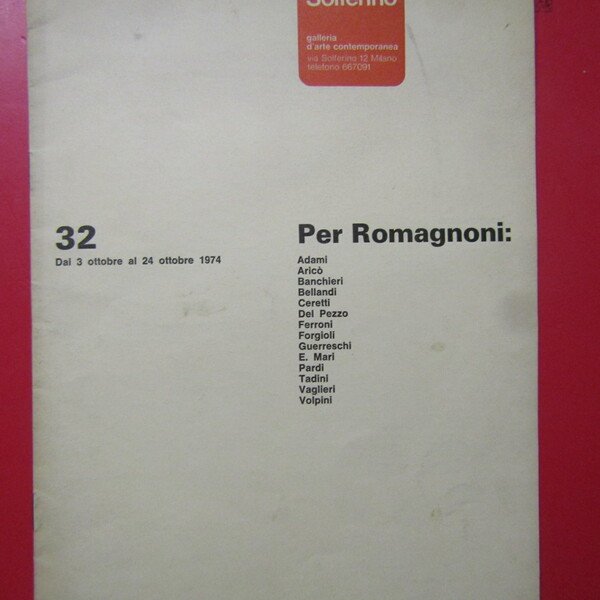 Solferino
galleria
d'arte contemporanea
via Solferino 12 Milano
telefono 667091
32
Dal 3 ottobre al 24 ottobre 1974
Per Romagnoni:
Adami
Aricò
Banchieri
Bellandi
Ceretti
Del Pezzo
Ferroni
Forgioli
Guerreschi
E. Mari
Pardi
Tadini
Vaglieri
Volpini